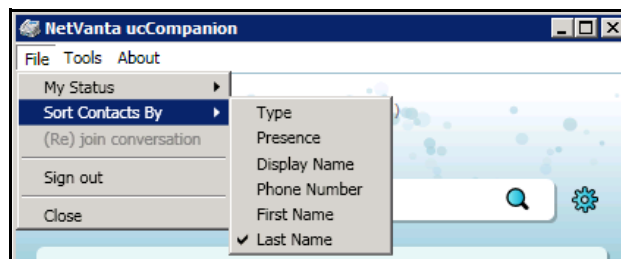 NetVanta ucCompanion
File Tools About
My Status
Sort Contacts By
(Re) join conversation
Sign out
Close
Type
Presence
Display Name
Phone Number
First Name
Last Name
)